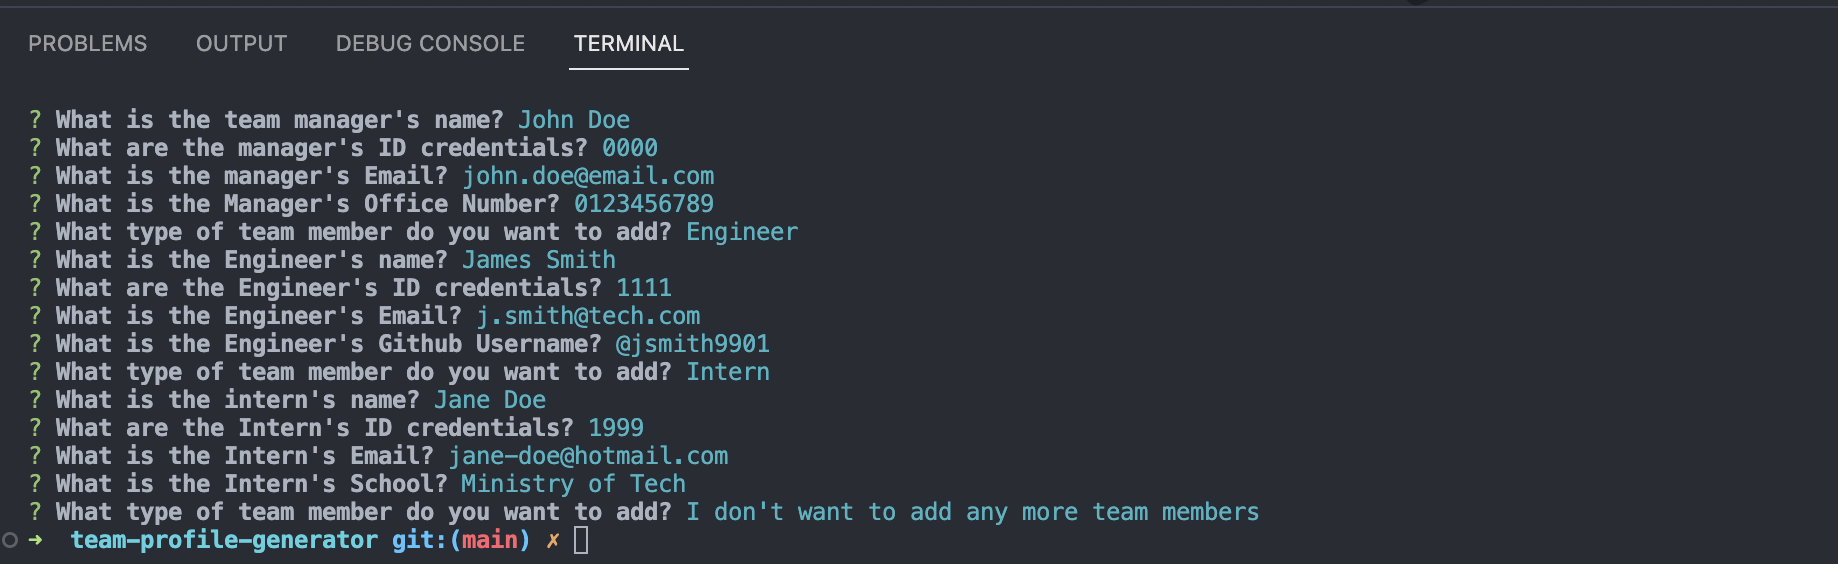 PROBLEMS OUTPUT DEBUG CONSOLE TERMINAL
? What is the team manager's name? John Doe
? What are the manager's ID credentials? 0000
? What is the manager's Email? john.doe@email.com
? What is the Manager's Office Number? 0123456789
? What type of team member do you want to add? Engineer
? What is the Engineer's name? James Smith
? What are the Engineer's ID credentials? 1111
? What is the Engineer's Email? j.smith@tech.com
? What is the Engineer's Github Username? @jsmith9901
? What type of team member do you want to add? Intern
? What is the intern's name? Jane Doe
? What are the Intern's ID credentials? 1999
? What is the Intern's Email? jane-doe@hotmail.com
? What is the Intern's School? Ministry of Tech
? What type of team member do you want to add? I don't want to add any more team members
➜ team-profile-generator git:(main) ✗